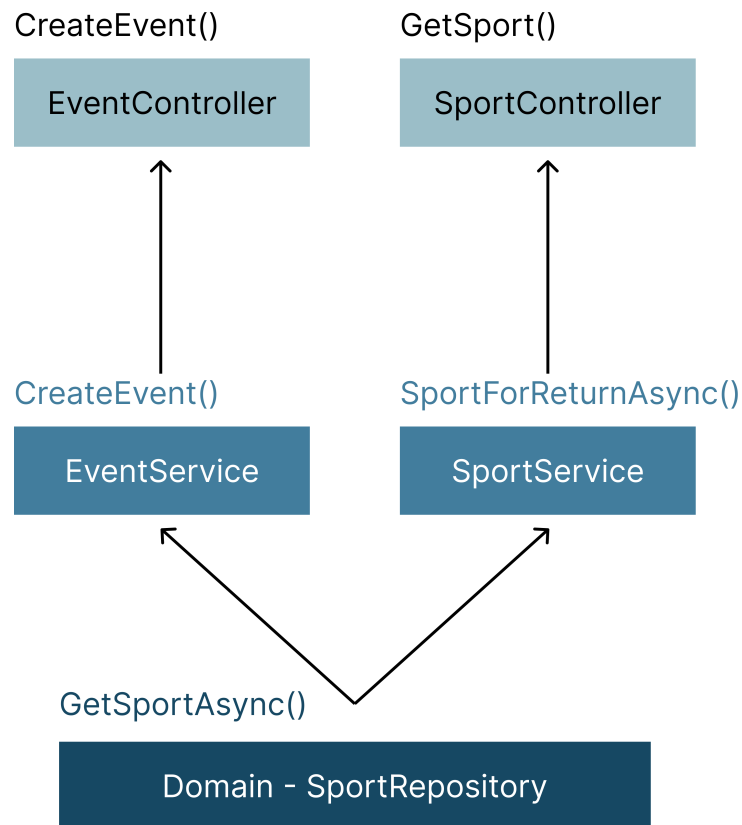 CreateEvent()
GetSport()
EventController
SportController
CreateEvent()
SportForReturnAsync()
EventService
SportService
GetSportAsync()
Domain - SportRepository